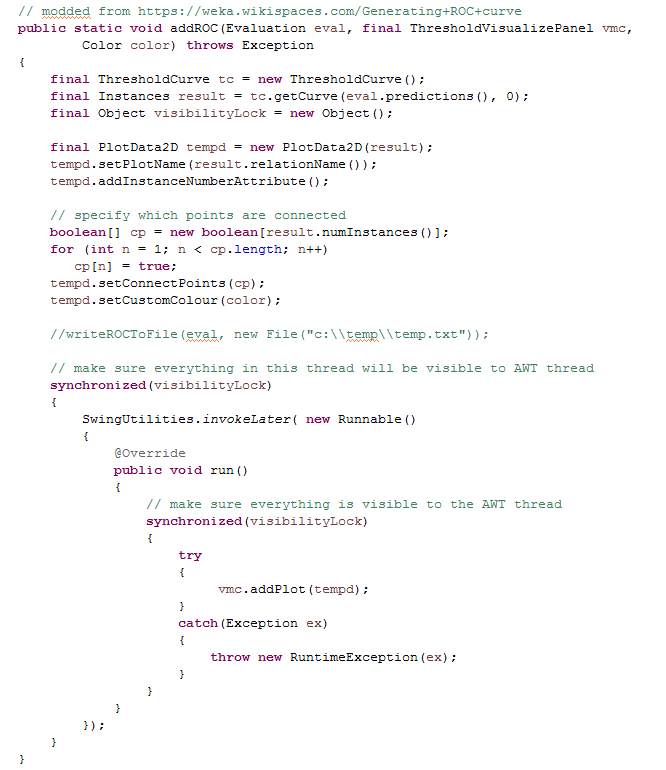 // modded from https://weka.wikispaces.com/Generating+ROC+curve
public static void addROC(Evaluation eval, final ThresholdVisualizePanel vmc,
        Color color) throws Exception
{
    final ThresholdCurve tc = new ThresholdCurve();
    final Instances result = tc.getCurve(eval.predictions(), 0);
    final Object visibilityLock = new Object();

    final PlotData2D tempd = new PlotData2D(result);
    tempd.setPlotName(result.relationName());
    tempd.addInstanceNumberAttribute();

    // specify which points are connected
    boolean[] cp = new boolean[result.numInstances()];
    for (int n = 1; n < cp.length; n++)
       cp[n] = true;
    tempd.setConnectPoints(cp);
    tempd.setCustomColour(color);

    //writeROCToFile(eval, new File("c:\\temp\\temp.txt"));

    // make sure everything in this thread will be visible to AWT thread
    synchronized(visibilityLock)
    {
        SwingUtilities.invokeLater( new Runnable()
        {
            @Override
            public void run()
            {
                // make sure everything is visible to the AWT thread
                synchronized(visibilityLock)
                {
                    try
                    {
                         vmc.addPlot(tempd);
                    }
                    catch(Exception ex)
                    {
                        throw new RuntimeException(ex);
                    }
                }
            }
        });
    }
}